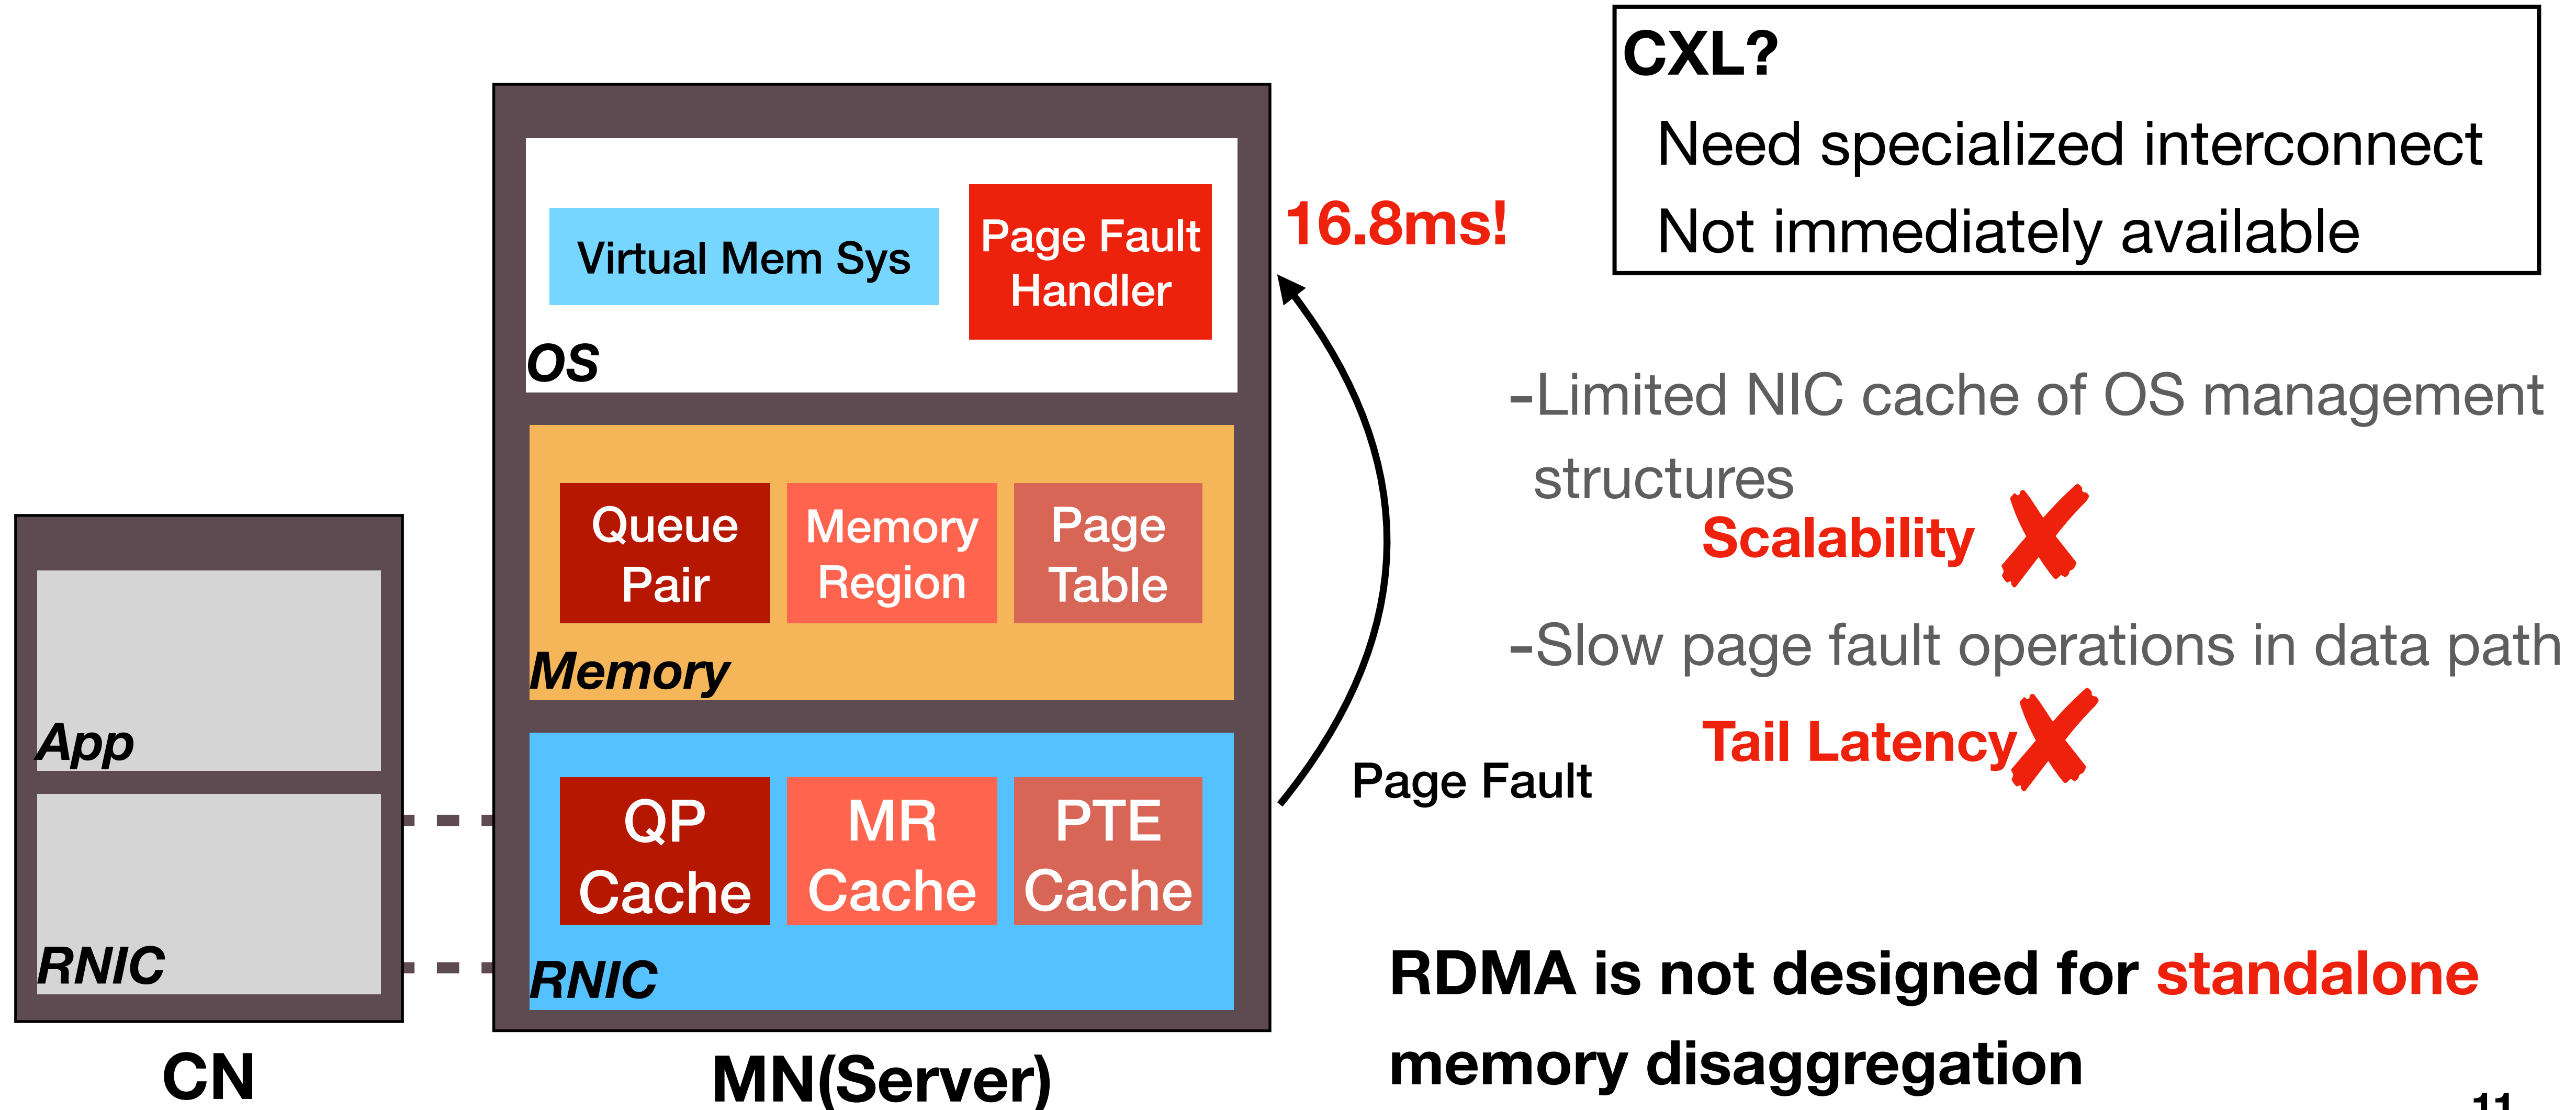 CXL?
Need specialized interconnect
Not immediately available
Virtual Mem Sys
Page Fault
Handler
OS
16.8ms!
Queue
Pair
Memory
Region
Page
Table
Memory
QP
Cache
MR
Cache
PTE
Cache
RNIC
App
RNIC
CN
MN(Server)
Page Fault
-Limited NIC cache of OS management
structures
Scalability ✘
-Slow page fault operations in data path
Tail Latency ✘
RDMA is not designed for standalone
memory disaggregation
11